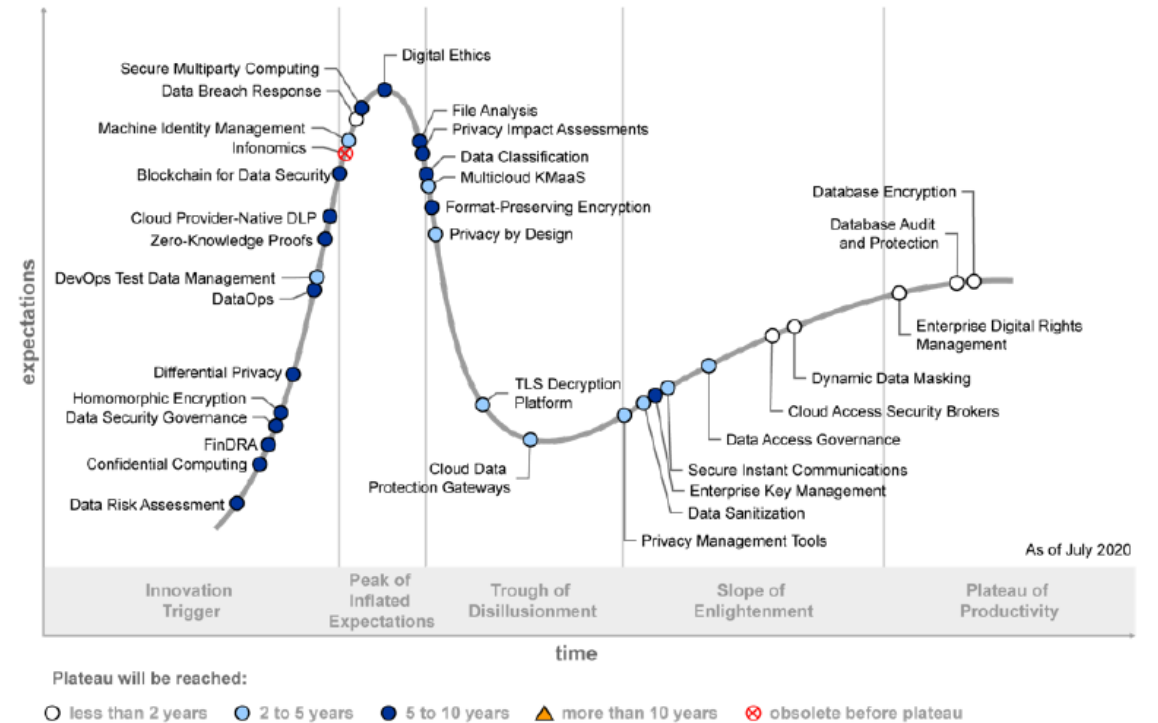 Digital Ethics
Secure Multiparty Computing
Data Breach Response
File Analysis
Machine Identity Management
Privacy Impact Assessments
Infonomics
Data Classification
Blockchain for Data Security
Multicloud KMaaS
Database Encryption
Format-Preserving Encryption
Cloud Provider-Native DLP
Database Audit
and Protection
Zero-Knowledge Proofs
Privacy by Design
DevOps Test Data Management
DataOps
Enterprise Digital Rights
Management
Differential Privacy
Dynamic Data Masking
TLS Decryption
Platform
Homomorphic Encryption
Cloud Access Security Brokers
Data Security Governance
FinDRA
Data Access Governance
Confidential Computing
Cloud Data
Protection Gateways
Secure Instant Communications
Enterprise Key Management
Data Risk Assessment
Data Sanitization
Privacy Management Tools
As of July 2020
expectations
Innovation
Trigger
Peak of
Inflated
Expectations
Trough of
Disillusionment
Slope of
Enlightenment
Plateau of
Productivity
time
Plateau will be reached:
less than 2 years
2 to 5 years
5 to 10 years
more than 10 years
obsolete before plateau